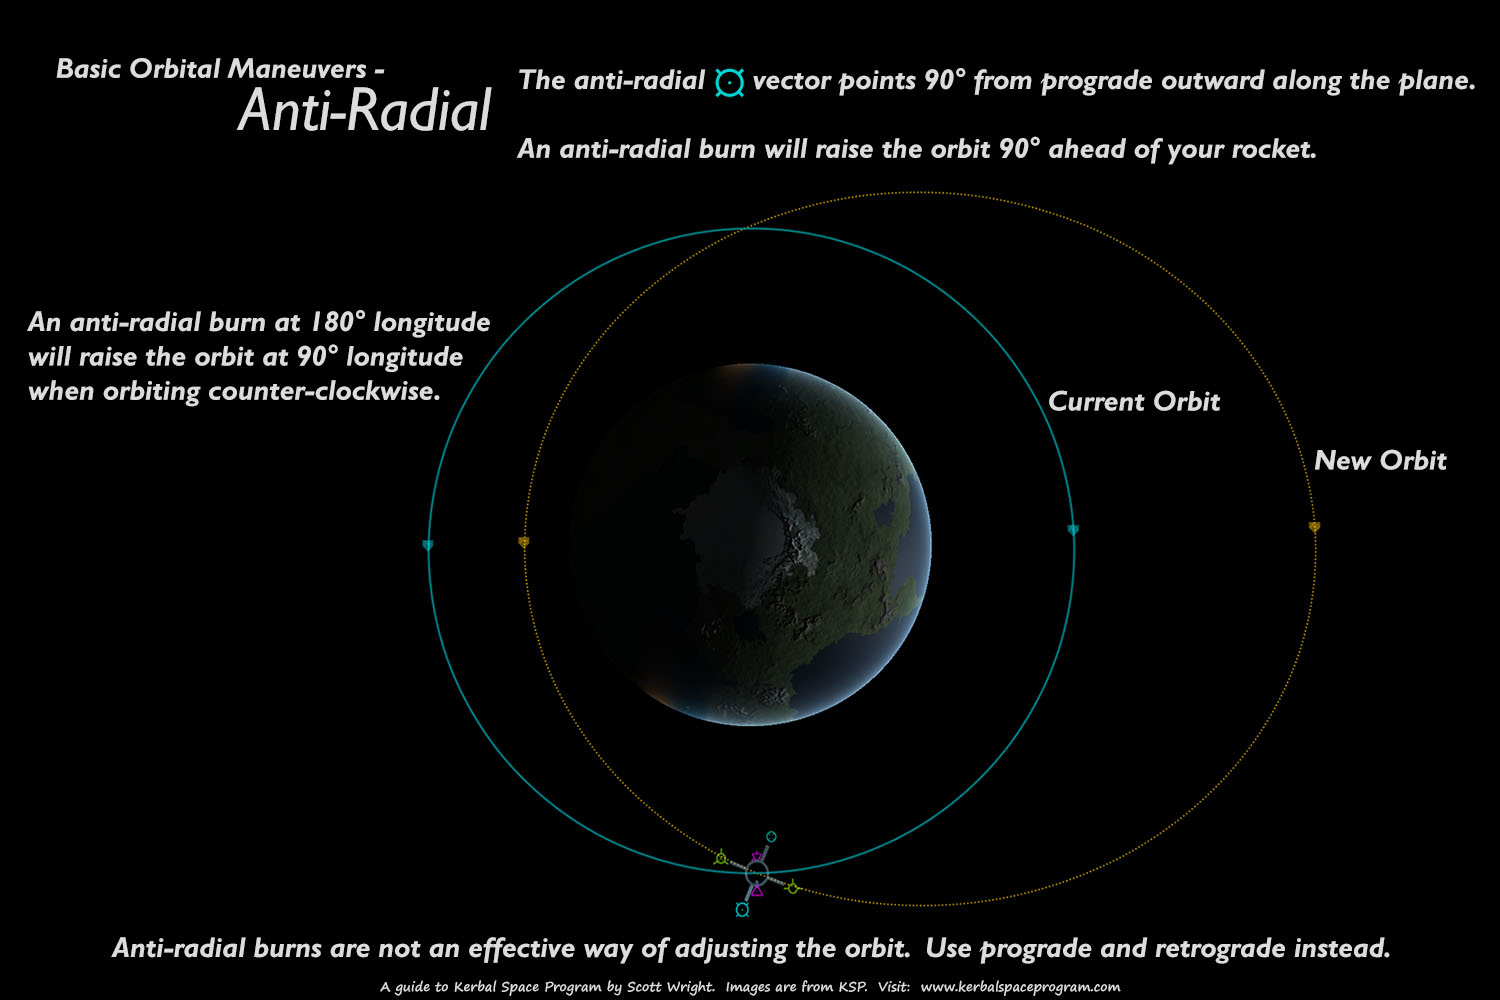 Basic Orbital Maneuvers -
Anti-Radial
The anti-radial vector points 90° from prograde outward along the plane.
An anti-radial burn will raise the orbit 90° ahead of your rocket.
An anti-radial burn at 180° longitude
will raise the orbit at 90° longitude
when orbiting counter-clockwise.
Current Orbit
New Orbit
Anti-radial burns are not an effective way of adjusting the orbit.  Use prograde and retrograde instead.
A guide to Kerbal Space Program by Scott Wright.  Images are from KSP.  Visit:  www.kerbalspaceprogram.com